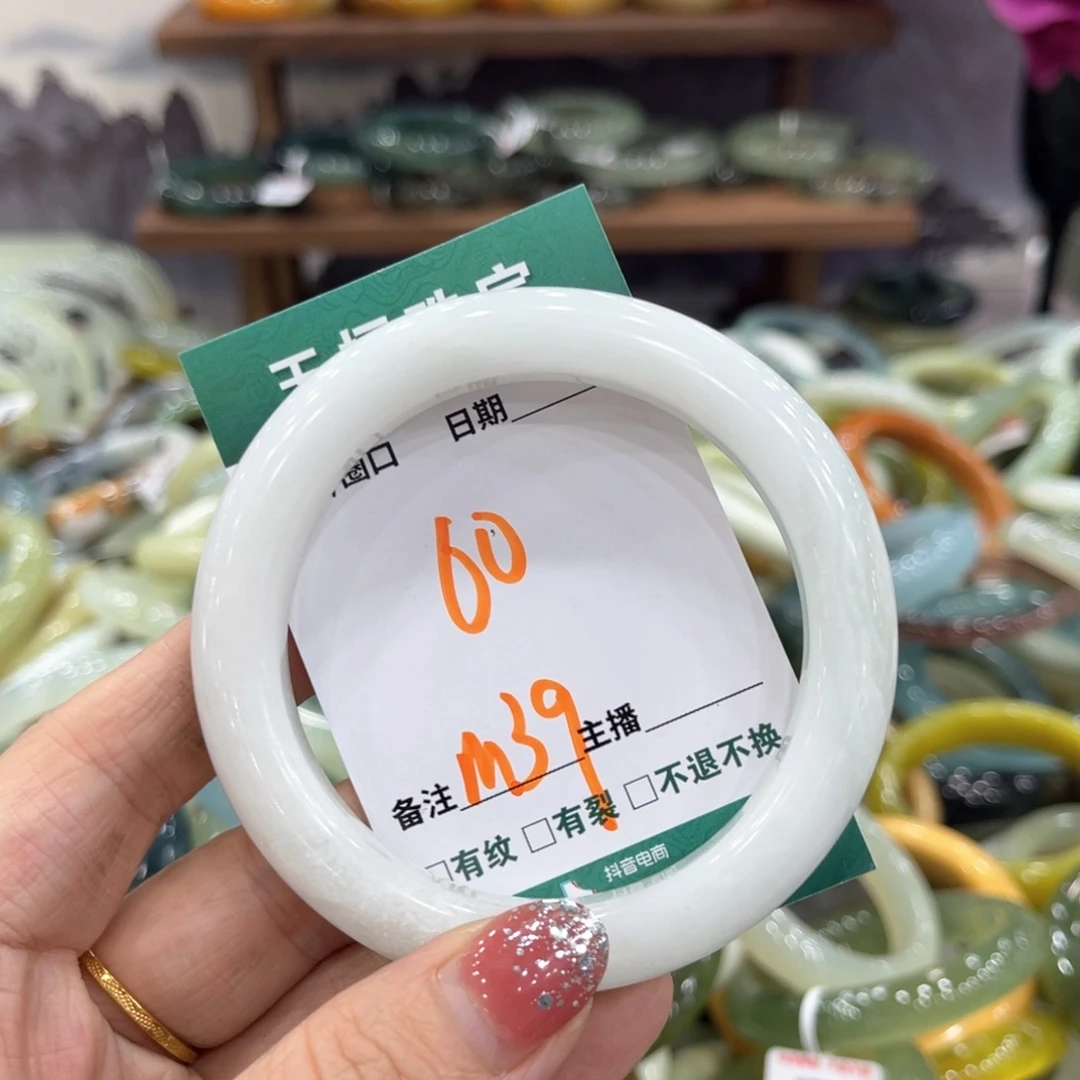 圈口 日期
60
m39
备注 主播
□有纹 □有裂 □不退不换
抖音电商